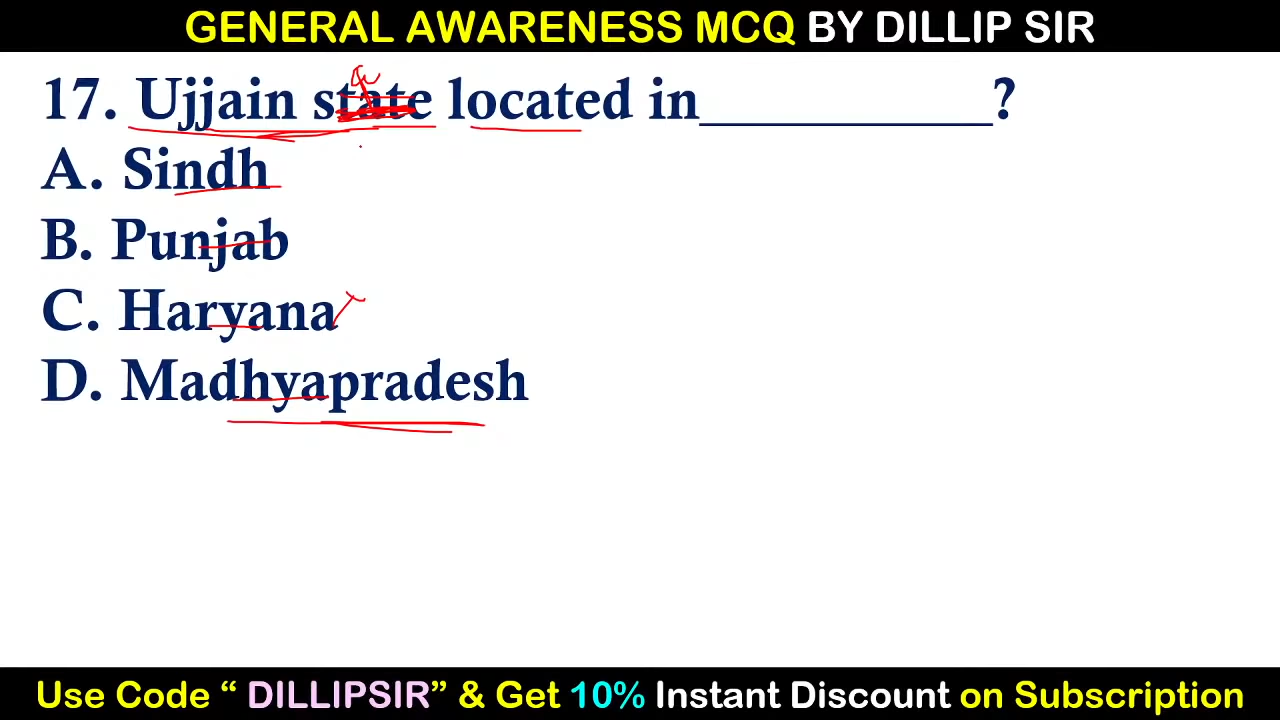 GENERAL AWARENESS MCQ BY DILLIP SIR
17. Ujjain state located in__________?
A. Sindh
B. Punjab
C. Haryana
D. Madhyapradesh
Use Code “ DILLIPSIR” & Get 10% Instant Discount on Subscription